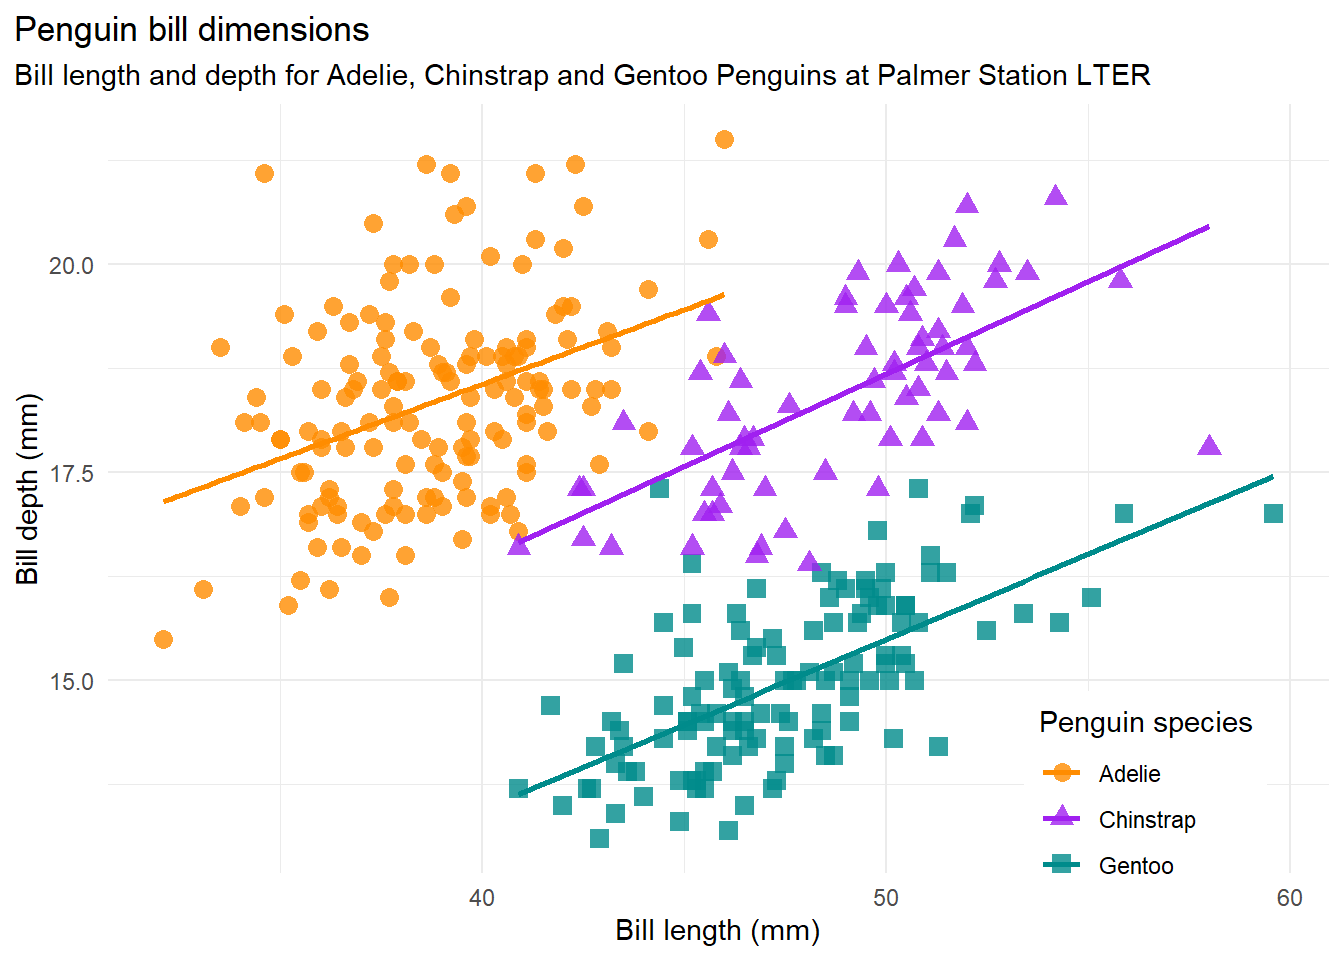 Penguin bill dimensions
Bill length and depth for Adelie, Chinstrap and Gentoo Penguins at Palmer Station LTER
Bill depth (mm)
20.0
17.5
15.0
Penguin species
Adelie
Chinstrap
Gentoo
40 50 60
Bill length (mm)